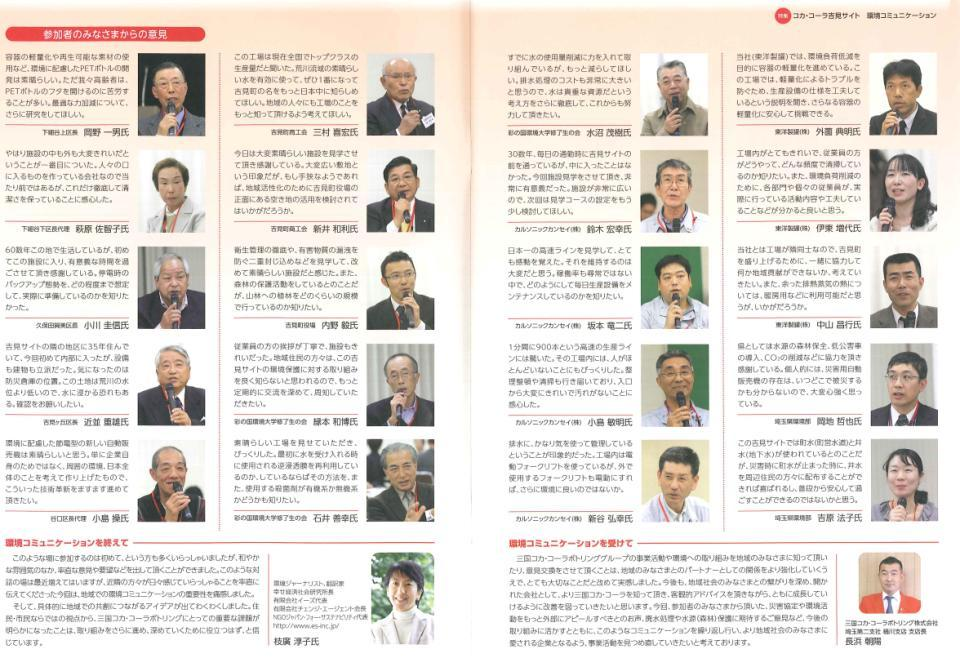 特集 コカ・コーラ吉見サイト 環境コミュニケーション
参加者のみなさまからの意見
容器の軽量化や再生可能な素材の使
用など、環境に配慮したPETボトルの開
発は素晴らしい。ただ我々高齢者は、
PETボトルのフタを開けるのに苦労す
ることが多い。最適な力加減について、
さらに研究をしてほしい。
下細谷上区長 岡野 一男氏
やはり施設の中も外も大変きれいだと
いうことが一番目についた。人々の口
に入るものを作っている会社なので当
たり前ではあるが、これだけ徹底して清
潔さを保っていることに感心した。
下細谷下区長代理 萩原 佐智子氏
60数年この地で生活しているが、初め
てこの施設に入り、有意義な時間を過
ごさせて頂き感謝している。停電時の
バックアップ態勢を、どの程度まで想定
して、実際に準備しているのかを知りた
かった。
久保田興美区長 小川 圭信氏
吉見サイトの隣の地区に35年住んで
いて、今回初めて内部に入ったが、設備
も建物も立派だった。気になったのは
防災倉庫の位置。この土地は荒川の水
位より低いので、水に浸かる恐れもあ
る。確認をお願いしたい。
吉見ヶ丘区長 近並 重雄氏
環境に配慮した節電型の新しい自動販
売機は素晴らしいと思う。単に企業自
身のためではなく、周囲の環境、日本全
体のことを考えて作り上げたもので、
こういった技術革新をますます進めて
頂きたい。
谷口区長代理 小島 操氏
この工場は現在全国でトップクラスの
生産量だと聞いた。荒川流域の素晴らし
い水を有効に使って、ぜひ1番になって
吉見町の名をもっと日本中に知らしめ
てほしい。地域の人々にも工場のことを
もっと知って頂けるよう考えてほしい。
吉見町商工会 三村 喜宏氏
今日は大変素晴らしい施設を見学させ
て頂き感謝している。大変広い敷地と
いう印象だが、もし手狭なようであれ
ば、地域活性化のために吉見町役場の
正面にある空き地の活用を検討されて
はいかがだろうか。
吉見町商工会 新井 和利氏
衛生管理の徹底や、有害物質の漏洩を
防ぐ二重封じ込めなどを見学して、改
めて素晴らしい施設だと感じた。また、
森林の保護活動をしているとのことだ
が、山林への植林をどのくらいの規模
で行っているのか知りたい。
吉見町役場 内野 毅氏
従業員の方の挨拶が丁寧で、施設もき
れいだった。地域住民の方々は、この吉
見サイトの環境保護に対する取り組み
を良く知らないと思われるので、もっと
定期的に交流を深めて、周知していた
だきたい。
彩の国環境大学修了生の会 緑本 和博氏
素晴らしい工場を見せていただき、
びっくりした。最初に水を受け入れる時
に使用される逆浸透膜を再利用してい
るのか、しているならばその方法を。ま
た、使用する殺菌剤が有機系か無機系
かどうかも知りたい。
彩の国環境大学修了生の会 石井 善幸氏
すでに水の使用量削減に力を入れて取
り組んでいるが、もっと減らしてほし
い。排水処理のコストも非常に大きい
と思うので、水は貴重な資源だという
考え方をさらに徹底して、これからも努
力して頂きたい。
彩の国環境大学修了生の会 水沼 茂樹氏
30数年、毎日の通勤時に吉見サイトの
前を通っているが、中に入ったことはな
かった。今回施設見学をさせて頂き、非
常に有意義だった。施設が非常に広い
ので、次回は見学コースの設定をもう
少し検討してほしい。
カルソニックカンセイ(株) 鈴木 宏幸氏
日本一の高速ラインを見学して、とて
も感動を覚えた。それを維持するのは
大変だと思う。稼働率も尋常ではない
中で、どのようにして毎日生産設備をメ
ンテナンスしているのかを知りたい。
カルソニックカンセイ(株) 坂本 竜二氏
1分間に900本という高速の生産ライ
ンには驚いた。その工場内には、人がほ
とんどいないことにもびっくりした。整
理整頓や清掃も行き届いており、入口
から大変にきれいで汚れがないことに
感心した。
カルソニックカンセイ(株) 小島 敏明氏
排水に、かなり気を使って管理している
ということが印象的だった。工場内は電
動フォークリフトを使っているが、外で
使用するフォークリフトも電動にすれ
ば、さらに環境に良いのではないか。
カルソニックカンセイ(株) 新谷 弘幸氏
当社(東洋製罐)では、環境負荷低減を
目的に容器の軽量化を進めている。こ
の工場では、軽量化によるトラブルを
防ぐため、生産設備の仕様を工夫して
いるという説明を聞き、さらなる容器の
軽量化に安心して挑戦できる。
東洋製罐(株) 外薗 典明氏
工場内がとてもきれいで、従業員の方
がどうやって、どんな頻度で清掃してい
るのか知りたい。また、環境負荷削減の
ために、各部門や個々の従業員が、実
際に行っている活動内容や工夫してい
ることなどが分かると良いと思う。
東洋製罐(株) 伊東 増代氏
当社とは工場が隣同士なので、吉見町
を盛り上げるために、一緒に協力して
何か地域貢献ができないか、考えてい
きたい。また、余った排熱蒸気の熱につ
いては、暖房用などに利用可能だと思
うが、いかがだろうか。
東洋製罐(株) 中山 昌行氏
県としては水源の森林保全、低公害車
の導入、CO₂の削減などに協力を頂き
感謝している。個人的には、災害用自動
販売機の存在は、いつどこで被災する
かも分からないので、大変心強く思っ
ている。
埼玉県環境部 岡地 哲也氏
この吉見サイトでは町水(町営水道)と井
水(地下水)が使われているとのことだ
が、災害時に町水が止まった時に、井水
を周辺住民の方々に配布することがで
きれば喜ばれるし、普段から安心して過
ごすことができるのではないかと思う。
埼玉県環境部 吉原 法子氏
環境コミュニケーションを終えて
このような場に参加するのは初めて、という方も多くいらっしゃいましたが、和やか
な雰囲気のなか、率直な意見や要望などを出して頂くことができました。このような対
話の場は最近増えてはいますが、近隣の方々が日々感じていらっしゃることを率直に
伝えてくださった今回は、地域での環境コミュニケーションの重要性を痛感しました。
そして、具体的に地域での共創につながるアイデアが出てわくわくしました。住
民・町民ならではの視点から、三国コカ・コーラボトリングにとっての重要な課題が
明らかになったことは、取り組みをさらに進め、深めていくために役立つはず、と信
じています。
環境ジャーナリスト、翻訳家
幸せ経済社会研究所長
有限会社イーズ代表
有限会社チェンジ・エージェント会長
NGOジャパン・フォー・サステナビリティ代表
http://www.es-inc.jp/
枝廣 淳子氏
環境コミュニケーションを受けて
三国コカ・コーラボトリンググループの事業活動や環境への取り組みを地域のみなさまに知って頂
いたり、意見交換をさせて頂くことは、地域のみなさまとのパートナーとしての関係をより強化していくう
えで、とても大切なことだと改めて実感しました。今後も、地域社会のみなさまとの繋がりを深め、開か
れた会社として、より三国コカ・コーラを知って頂き、客観的アドバイスを頂きながら、ともに成長してい
けるように改善を図っていきたいと思います。今回、参加者のみなさまから頂いた、災害協定や環境活
動をもっと外部にアピールすべきとのお声、廃水処理や水源(森林)保護に期待するご意見など、今後の
取り組みに活かすとともに、このようなコミュニケーションを繰り返し行い、より地域社会のみなさまに
愛される企業となるよう、事業活動を見つめ直していきたいと考えております。
三国コカ・コーラボトリング株式会社
埼玉第二支社 桶川支店 支店長
長浜 朝陽